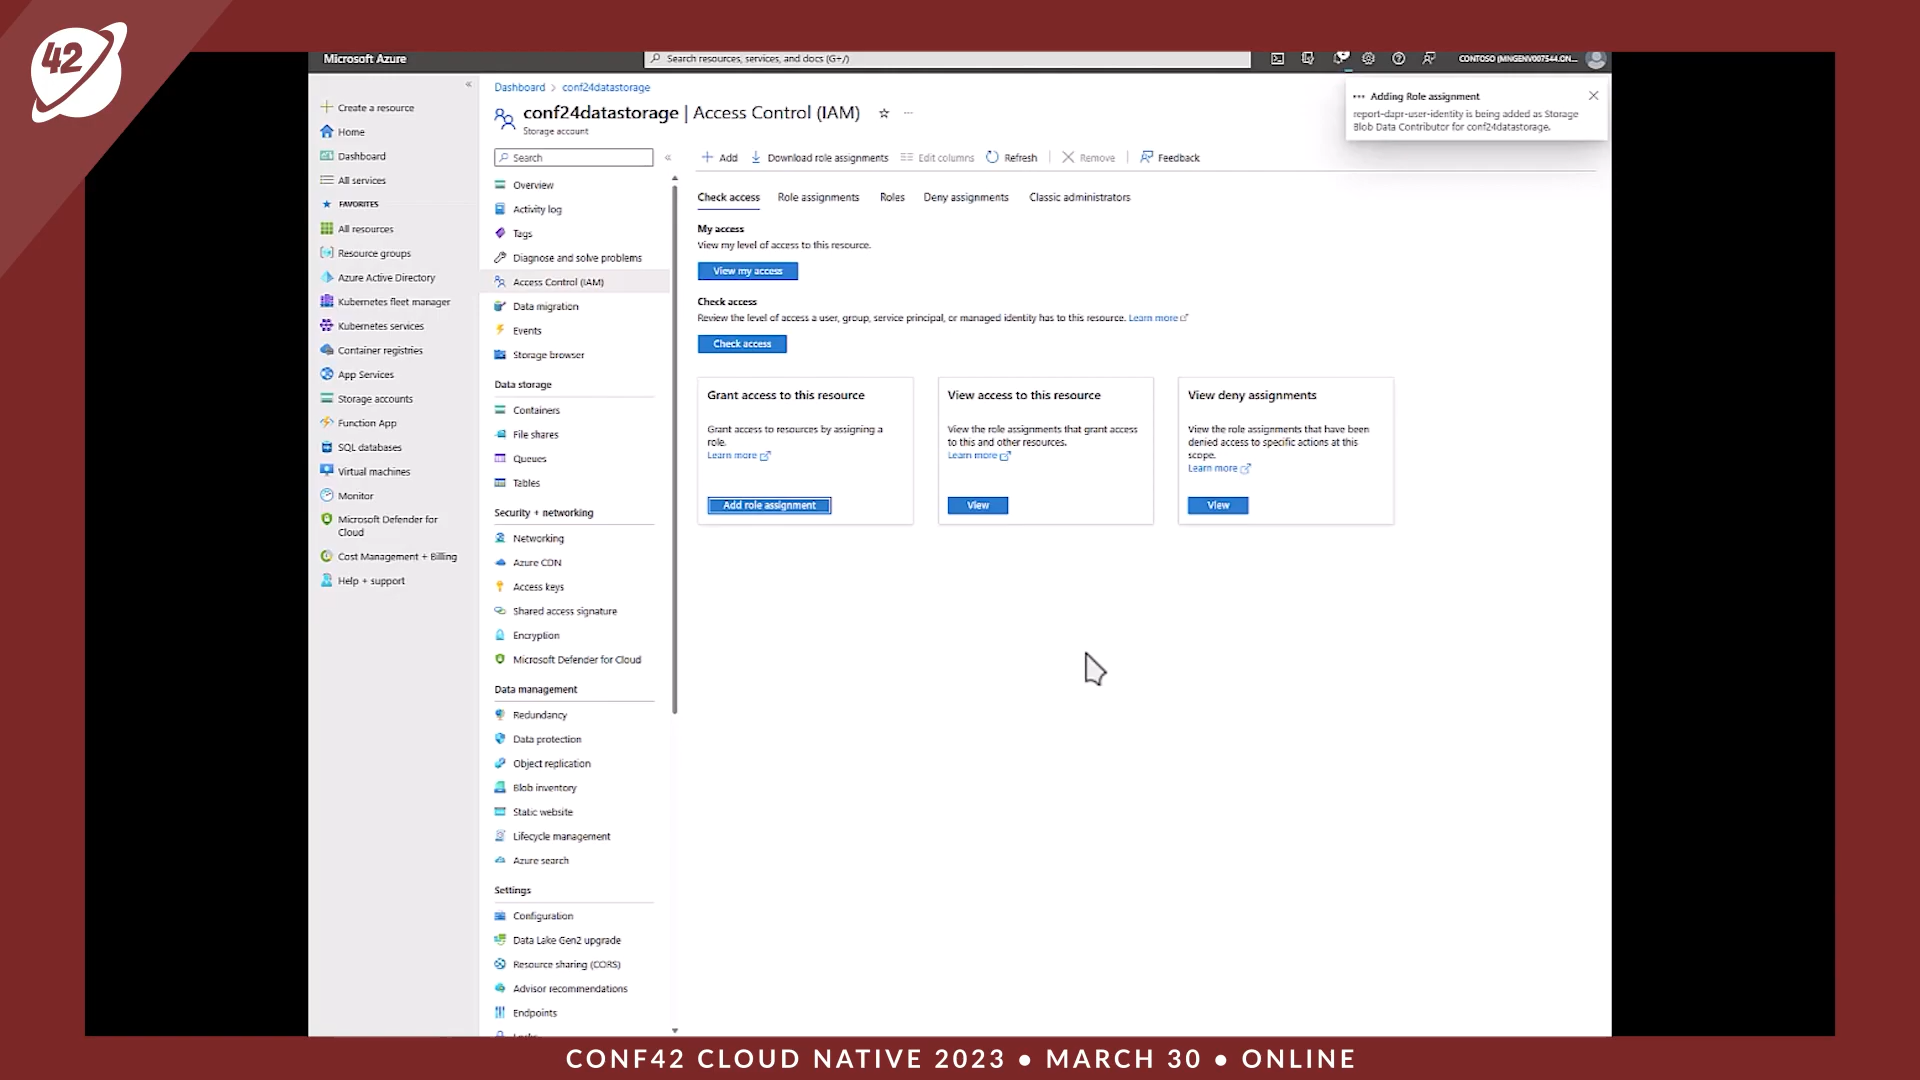 42
Microsoft Azure
Search resources, services, and docs (G+/)
CONTOSO (MNGENV007544.ON...
Create a resource
Home
Dashboard
All services
FAVORITES
All resources
Resource groups
Azure Active Directory
Kubernetes fleet manager
Kubernetes services
Container registries
App Services
Storage accounts
Function App
SQL databases
Virtual machines
Monitor
Microsoft Defender for
Cloud
Cost Management + Billing
Help + support
Dashboard > conf24datastorage
conf24datastorage | Access Control (IAM)
Storage account
Search
Overview
Activity log
Tags
Diagnose and solve problems
Access Control (IAM)
Data migration
Events
Storage browser
Data storage
Containers
File shares
Queues
Tables
Security + networking
Networking
Azure CDN
Access keys
Shared access signature
Encryption
Microsoft Defender for Cloud
Data management
Redundancy
Data protection
Object replication
Blob inventory
Static website
Lifecycle management
Azure search
Settings
Configuration
Data Lake Gen2 upgrade
Resource sharing (CORS)
Advisor recommendations
Endpoints
Add Download role assignments Edit columns Refresh Remove Feedback
Check access Role assignments Roles Deny assignments Classic administrators
My access
View my level of access to this resource.
View my access
Check access
Review the level of access a user, group, service principal, or managed identity has to this resource. Learn more
Check access
Grant access to this resource
Grant access to resources by assigning a
role.
Learn more
Add role assignment
View access to this resource
View the role assignments that grant access
to this and other resources.
Learn more
View
View deny assignments
View the role assignments that have been
denied access to specific actions at this
scope.
Learn more
View
Adding Role assignment
report-dapr-user-identity is being added as Storage
Blob Data Contributor for conf24datastorage.
CONF42 CLOUD NATIVE 2023 • MARCH 30 • ONLINE